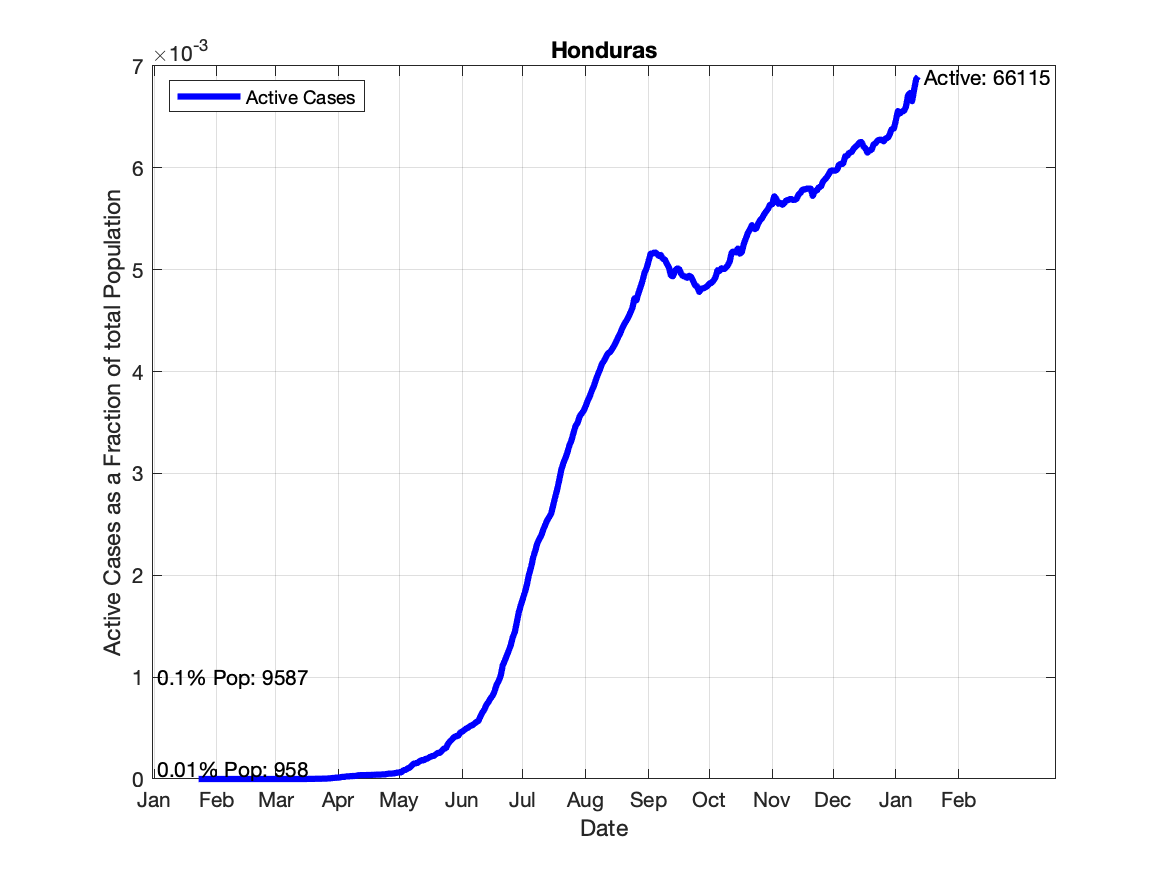 Honduras
×10-3
7
6
5
4
3
2
1
0
Active Cases as a Fraction of total Population
Active Cases
Active: 66115
0.1% Pop: 9587
0.01% Pop: 958
Jan Feb Mar Apr May Jun Jul Aug Sep Oct Nov Dec Jan Feb
Date